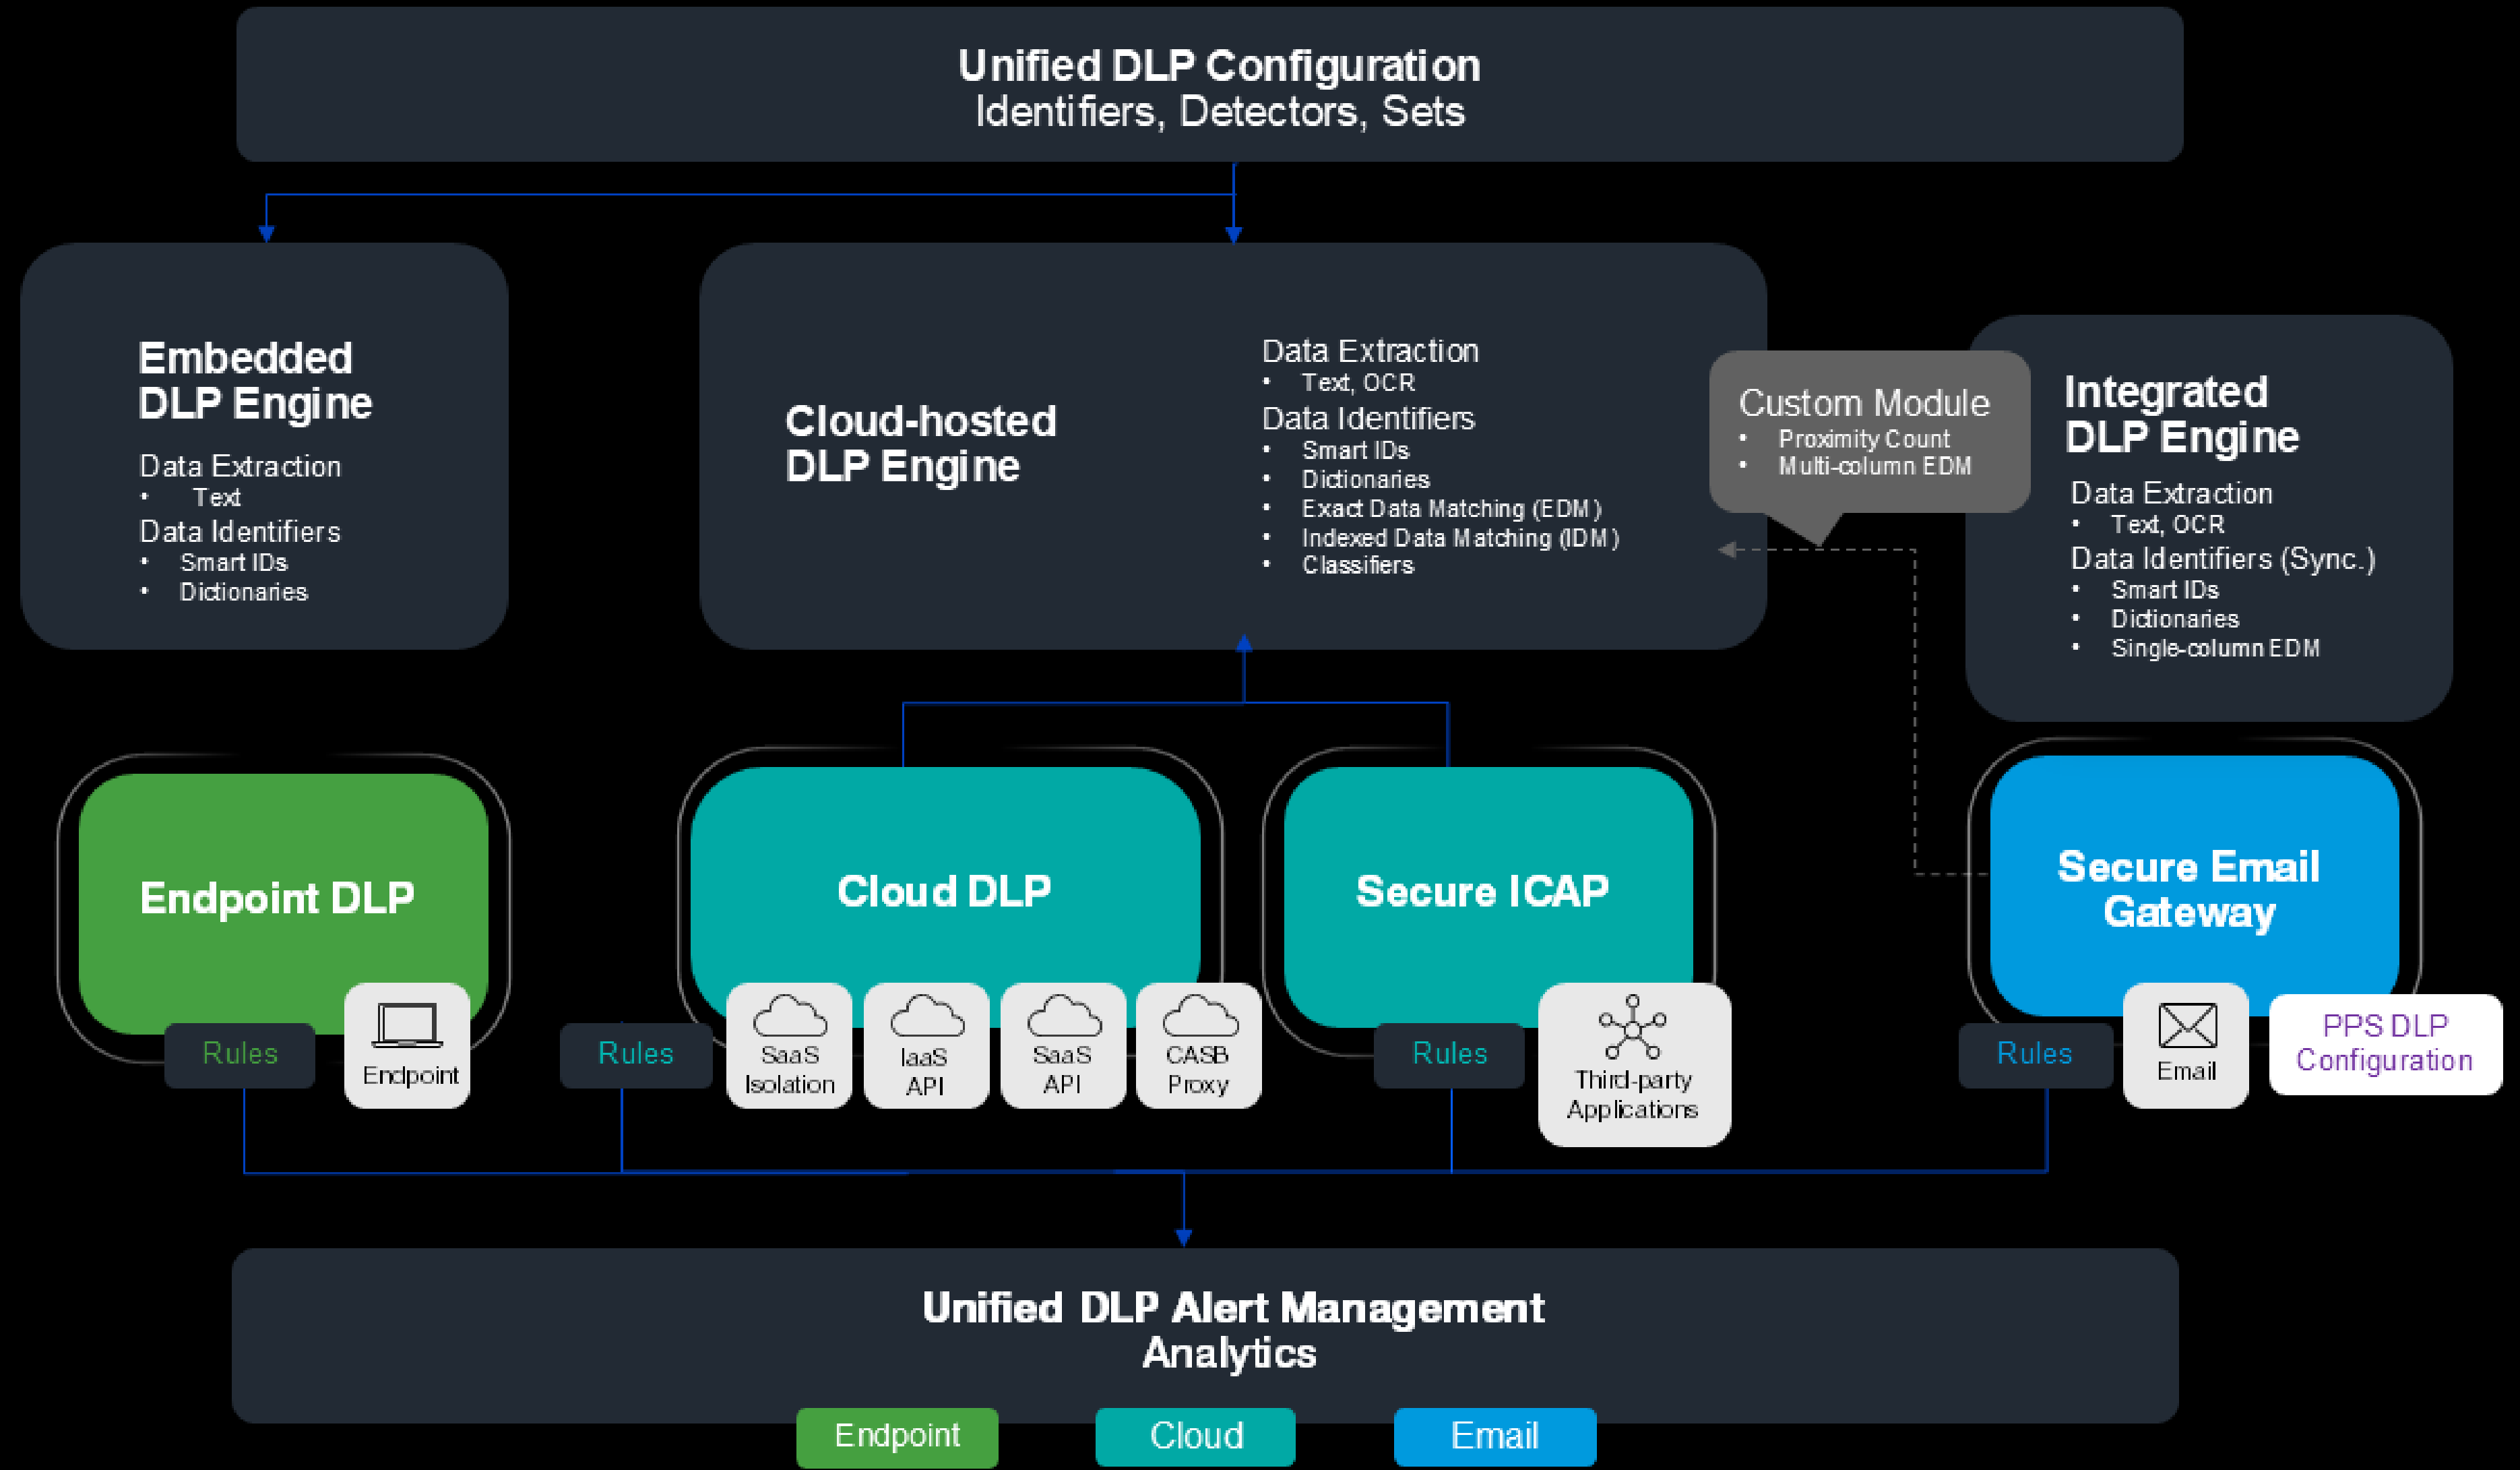 Unified DLP Configuration
Identifiers, Detectors, Sets
Embedded
DLP Engine
Data Extraction
• Text
Data Identifiers
• Smart IDs
• Dictionaries
Cloud-hosted
DLP Engine
Data Extraction
• Text, OCR
Data Identifiers
• Smart IDs
• Dictionaries
• Exact Data Matching (EDM)
• Indexed Data Matching (IDM)
• Classifiers
Custom Module
• Proximity Count
• Multi-column EDM
Integrated
DLP Engine
Data Extraction
• Text, OCR
Data Identifiers (Sync.)
• Smart IDs
• Dictionaries
• Single-column EDM
Endpoint DLP
Rules
Endpoint
Cloud DLP
Rules
SaaS
Isolation
IaaS
API
SaaS
API
CASB
Proxy
Secure ICAP
Rules
Third-party
Applications
Secure Email
Gateway
Rules
Email
PPS DLP
Configuration
Unified DLP Alert Management
Analytics
Endpoint
Cloud
Email